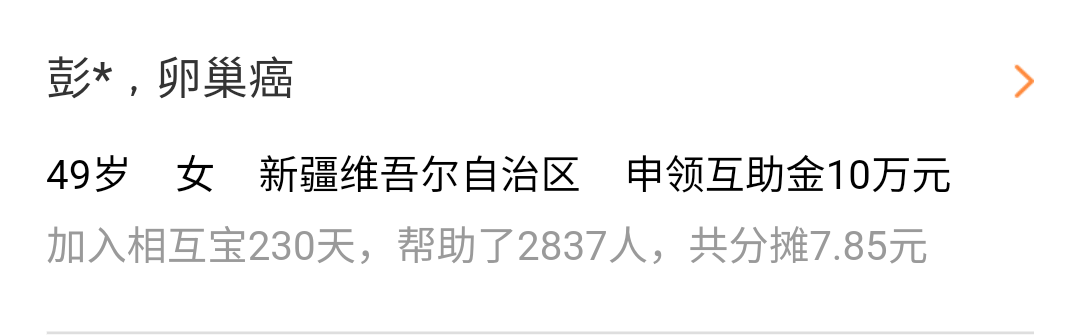 彭*，卵巢癌
49岁 女 新疆维吾尔自治区 申领互助金10万元
加入相互宝230天，帮助了2837人，共分摊7.85元